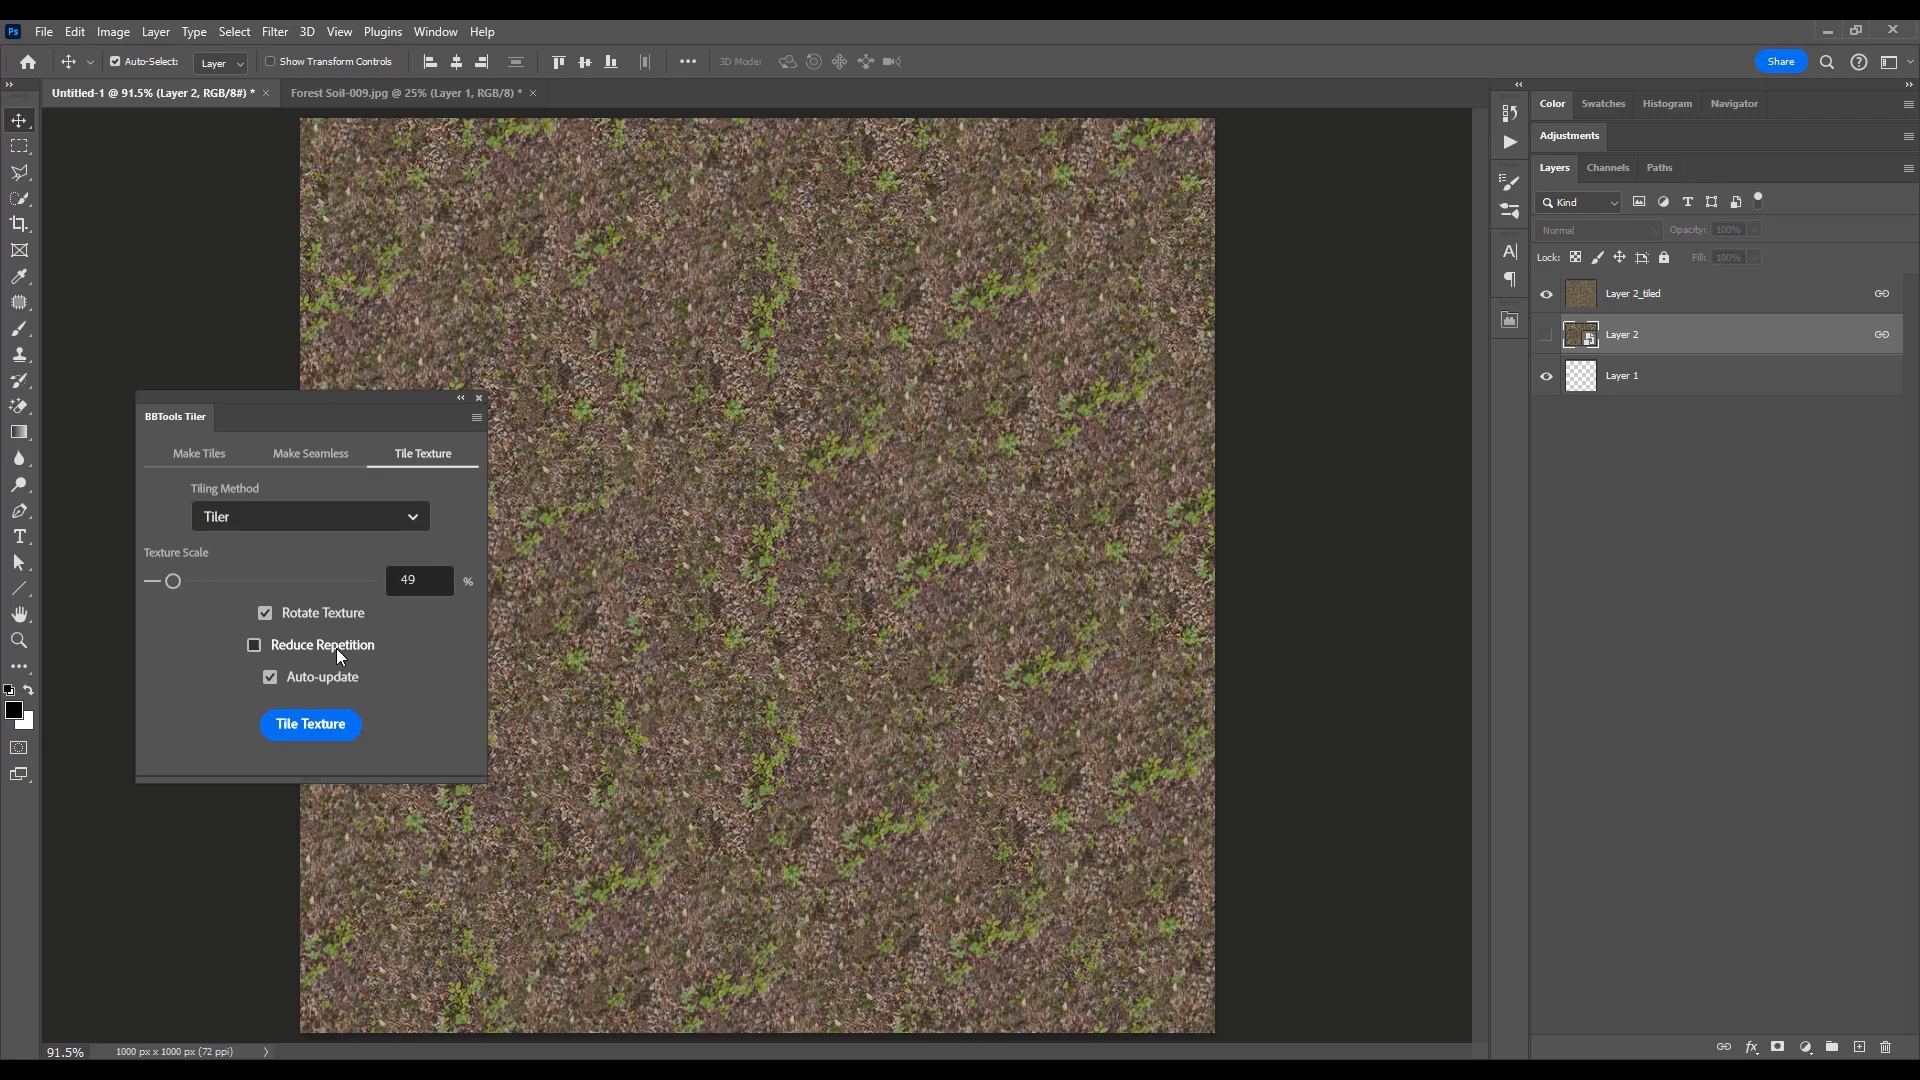 Ps File Edit Image Layer Type Select Filter 3D View Plugins Window Help
Auto-Select: Layer Show Transform Controls 3D Mode: Share
Untitled-1 @ 91.5% (Layer 2, RGB/8#) * × Forest Soil-009.jpg @ 25% (Layer 1, RGB/8) * ×
Color Swatches Histogram Navigator
Adjustments
Layers Channels Paths
Kind
Normal Opacity: 100%
Lock: Fill: 100%
Layer 2_tiled
Layer 2
Layer 1
BBTools Tiler
Make Tiles Make Seamless Tile Texture
Tiling Method
Tiler
Texture Scale
49 %
Rotate Texture
Reduce Repetition
Auto-update
Tile Texture
91.5% 1000 px x 1000 px (72 ppi)